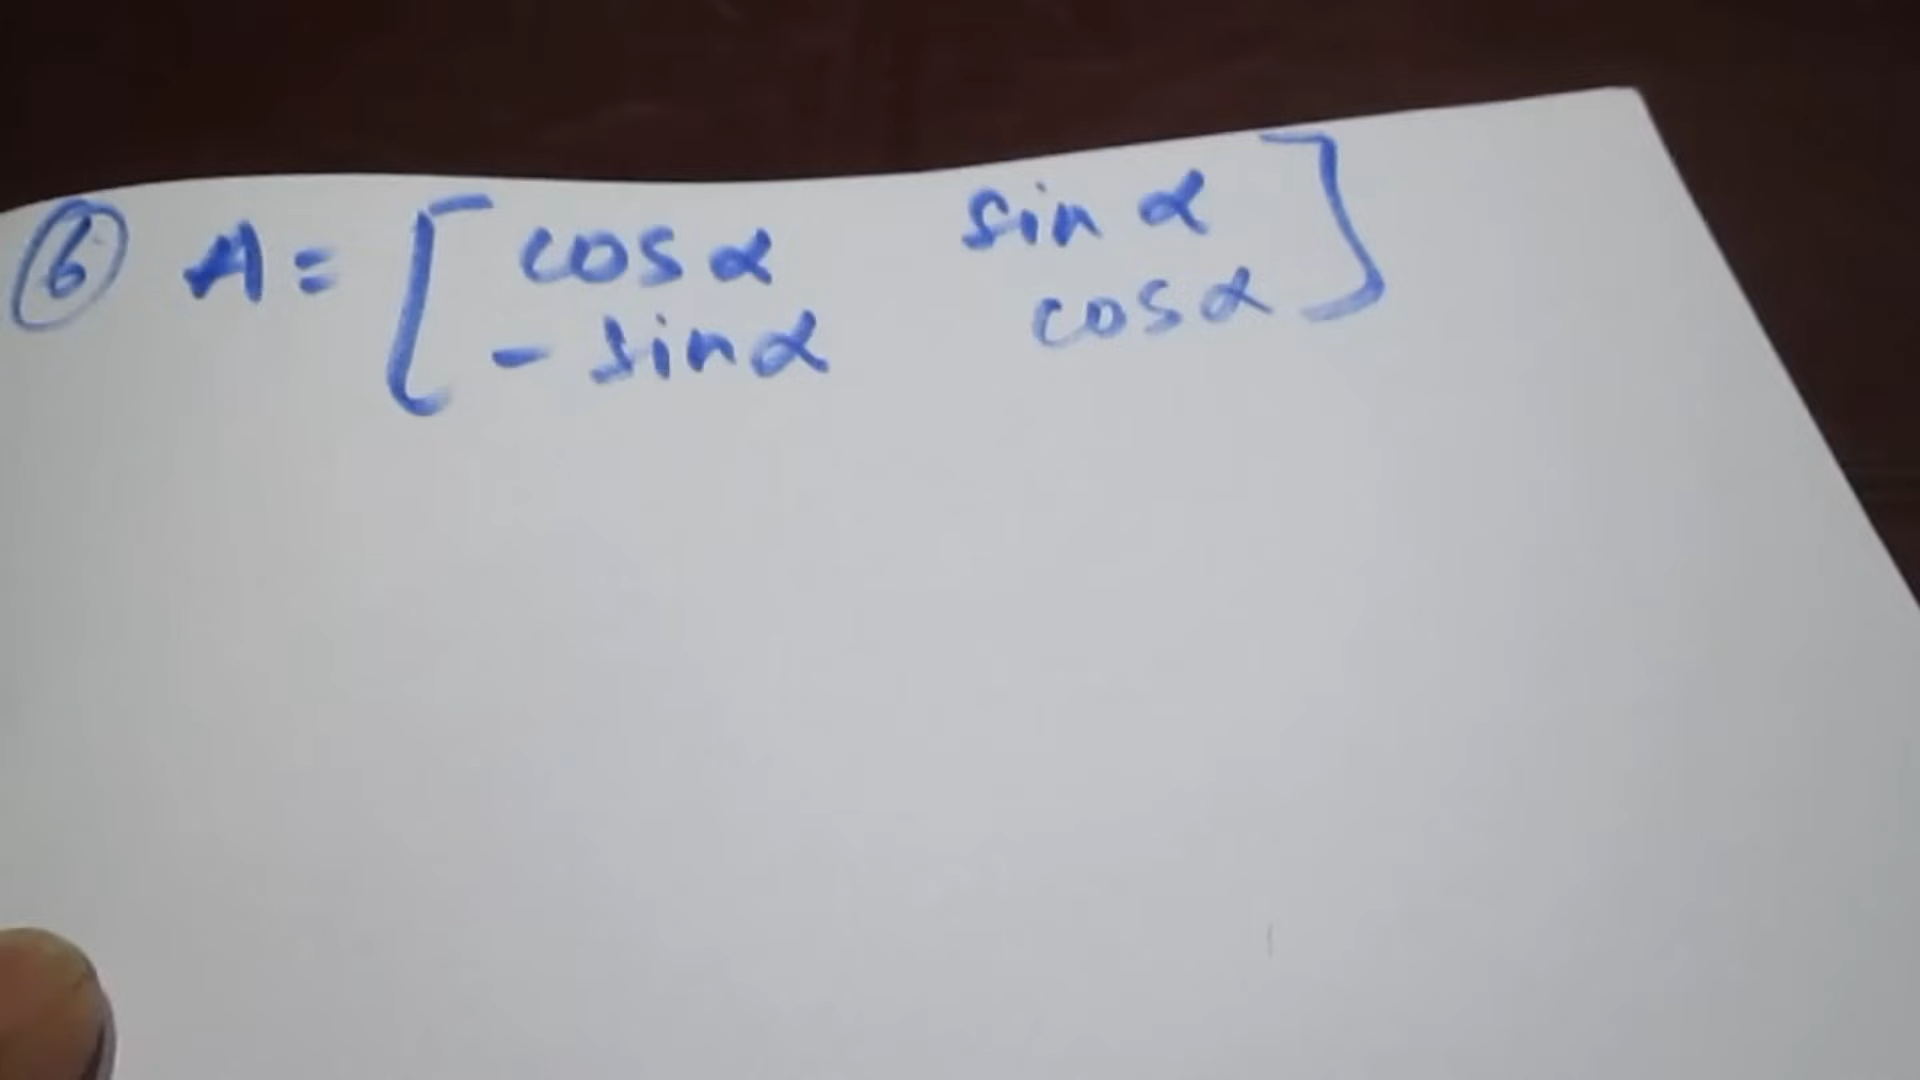 ⑥ A = [ cos α sin α ]
- sin α cos α